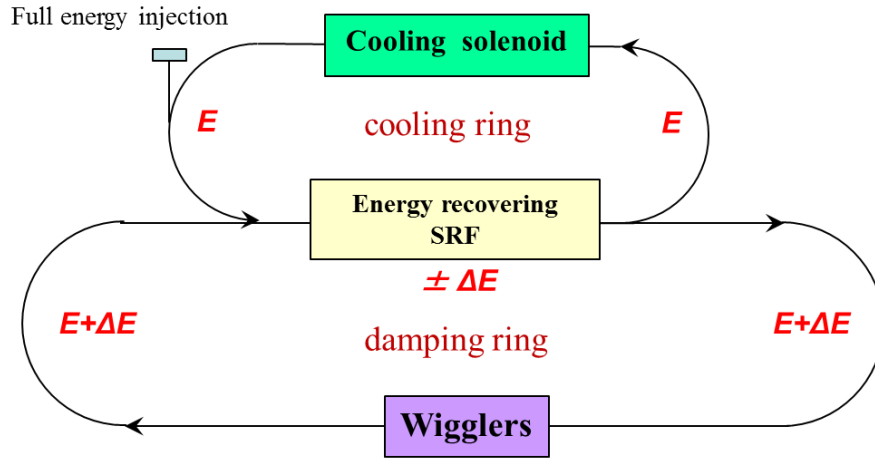 Full energy injection
Cooling solenoid
E
cooling ring
E
Energy recovering
SRF
± ΔE
E+ΔE
E+ΔE
damping ring
Wigglers